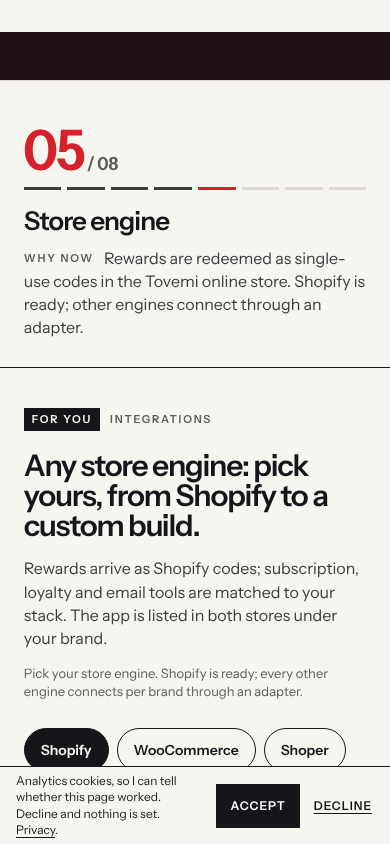 05 / 08
Store engine
WHY NOW Rewards are redeemed as single-
use codes in the Tovemi online store. Shopify is
ready; other engines connect through an
adapter.
FOR YOU INTEGRATIONS
Any store engine: pick
yours, from Shopify to a
custom build.
Rewards arrive as Shopify codes; subscription,
loyalty and email tools are matched to your
stack. The app is listed in both stores under
your brand.
Pick your store engine. Shopify is ready; every other
engine connects per brand through an adapter.
Shopify WooCommerce Shoper
Analytics cookies, so I can tell
whether this page worked.
Decline and nothing is set.
Privacy.
ACCEPT DECLINE